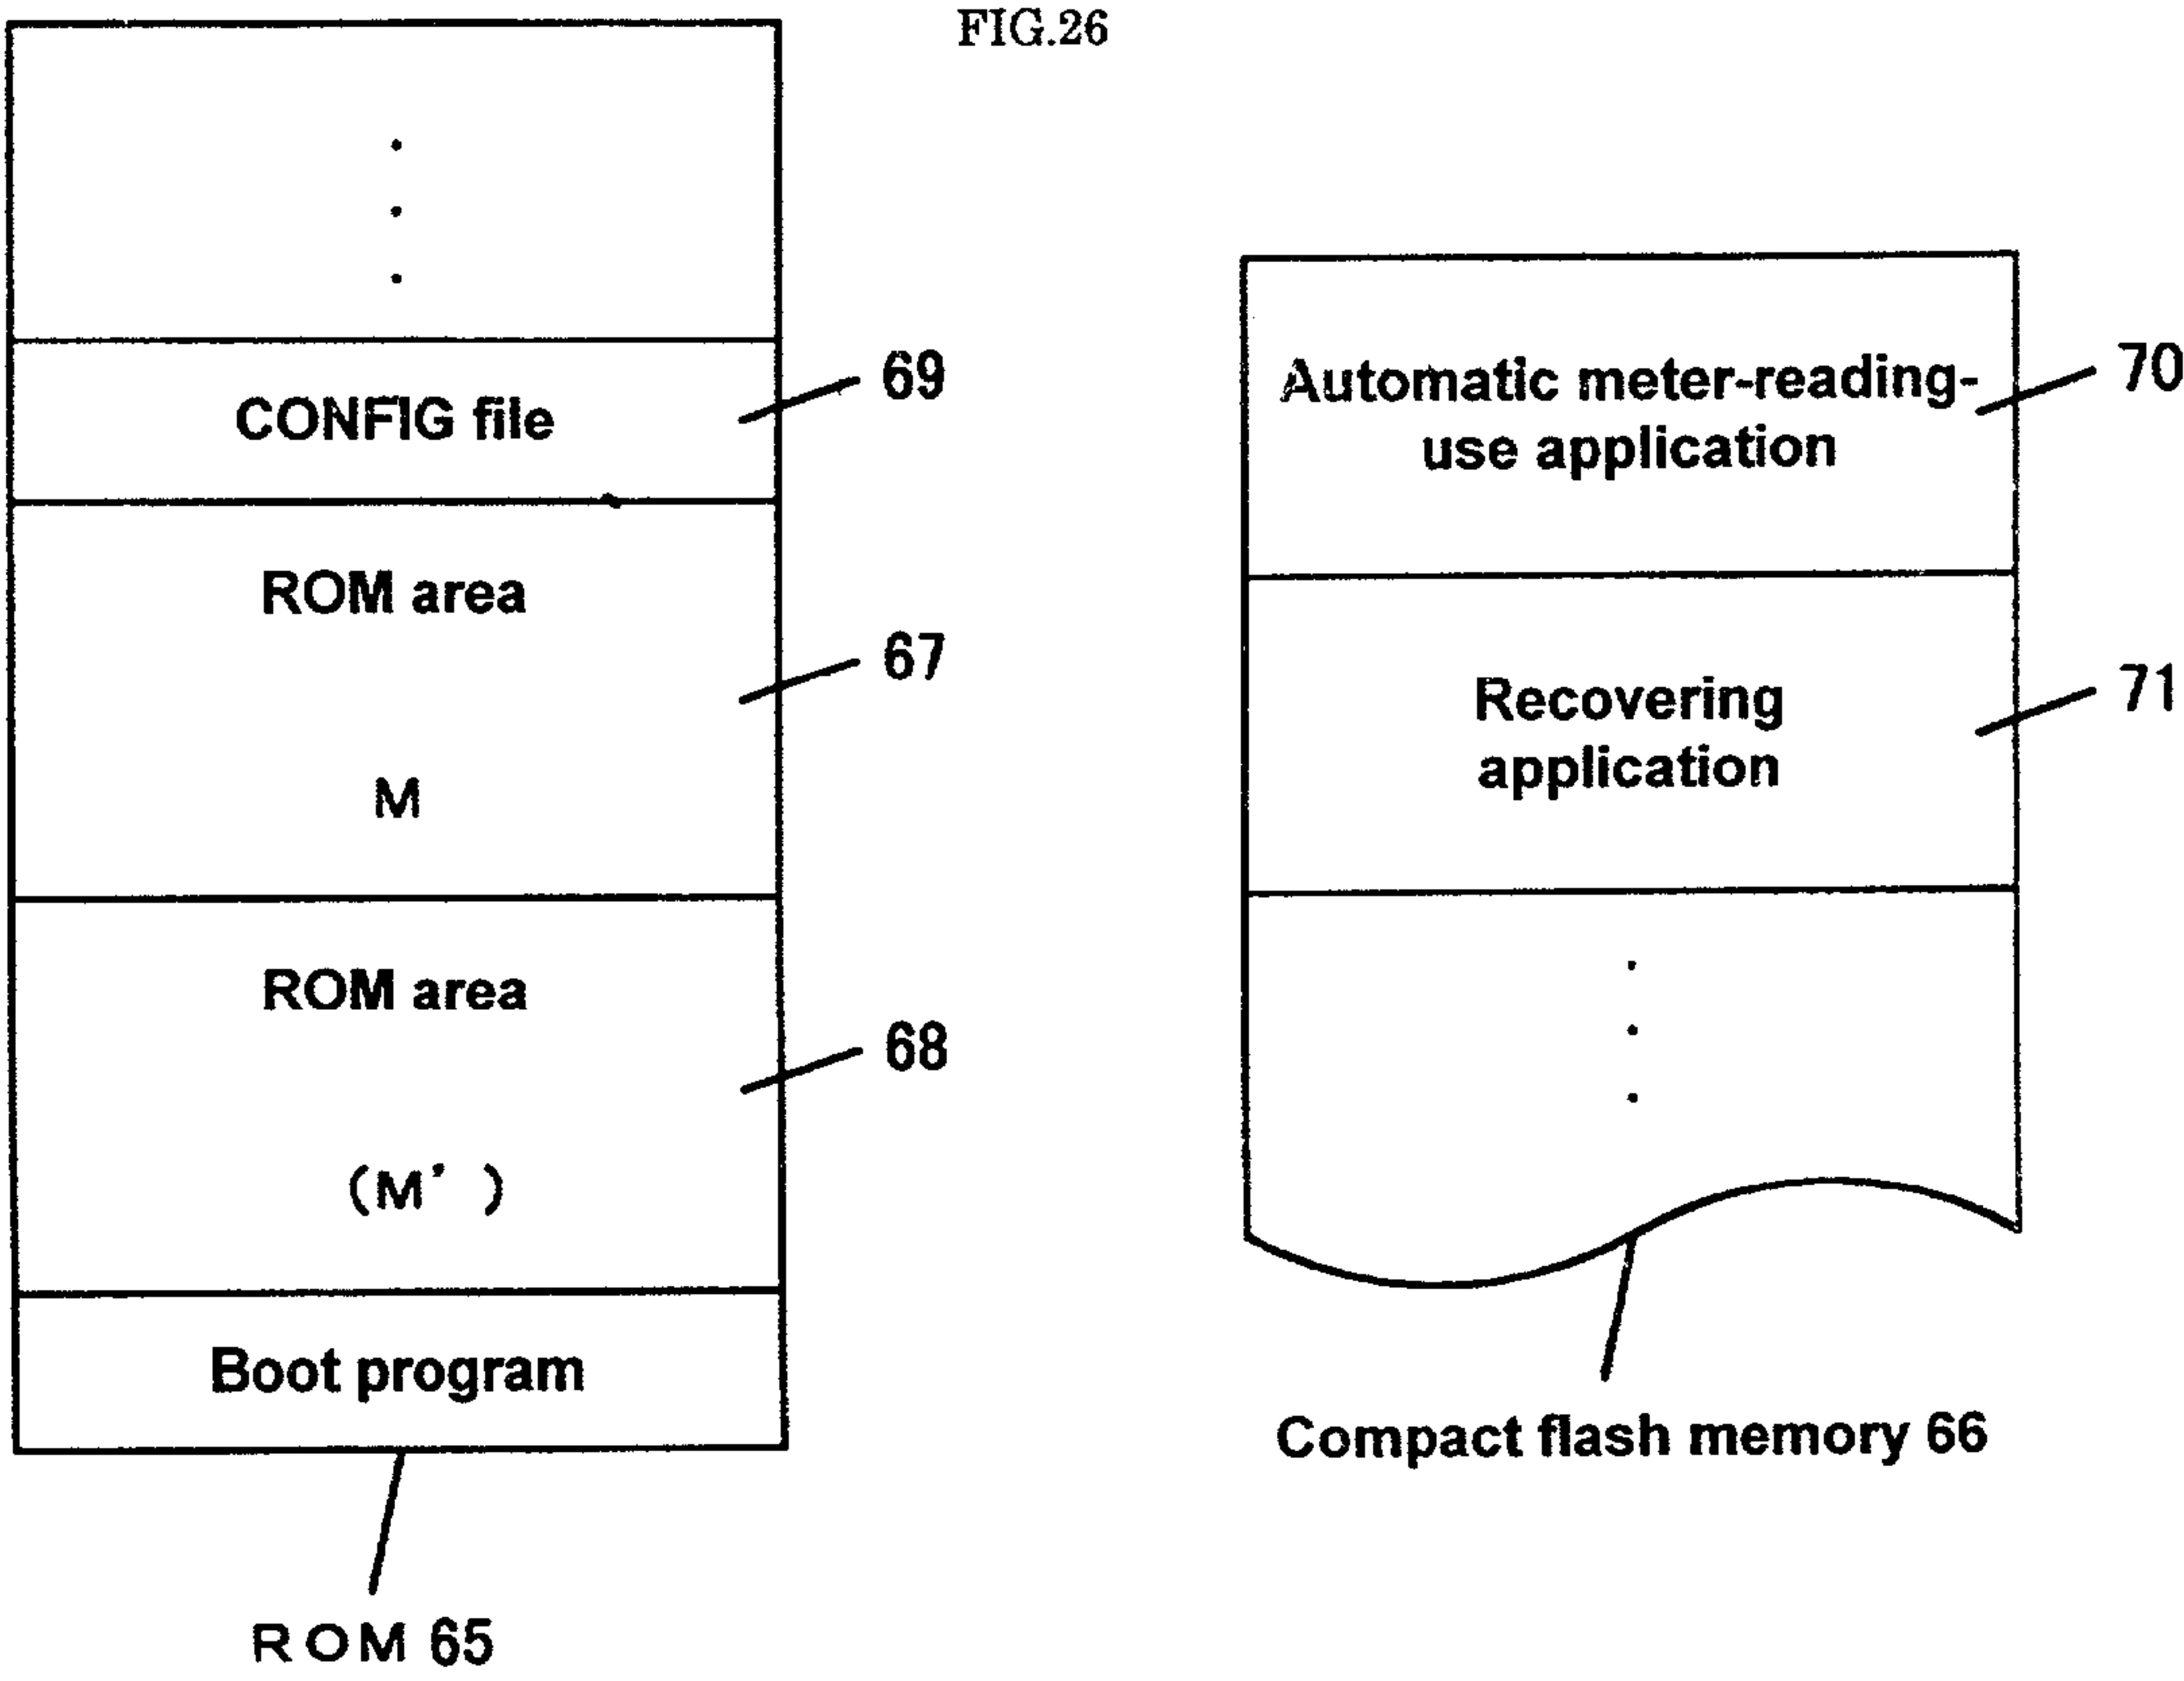 FIG.26
CONFIG file
69
ROM area
67
M
ROM area
68
(M’ )
Boot program
ROM 65
Automatic meter-reading-
use application
70
Recovering
application
71
Compact flash memory 66